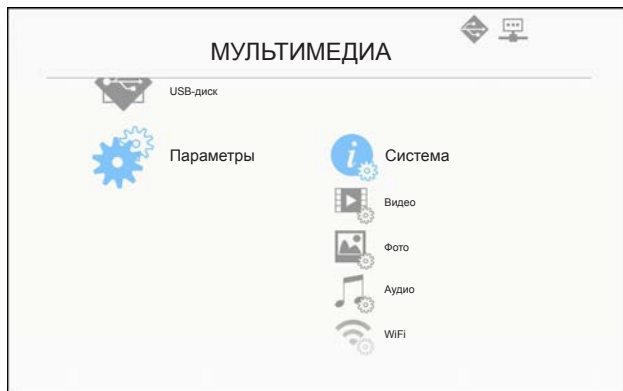 МУЛЬТИМЕДИА
USB-диск
Параметры
Система
Видео
Фото
Аудио
WiFi